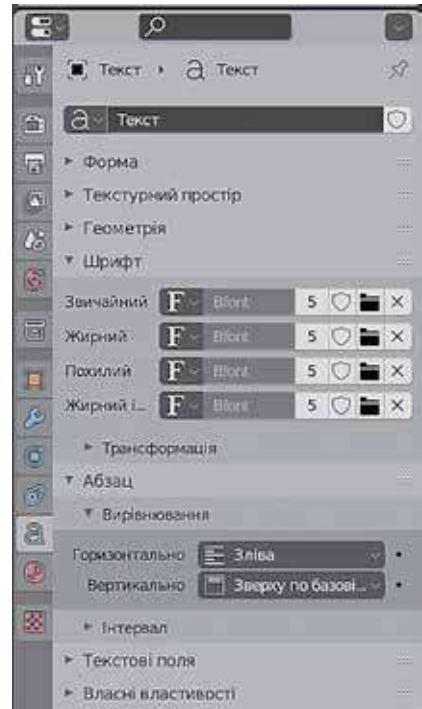 Текст › a Текст
a Текст
Форма
Текстурний простір
Геометрія
Шрифт
Звичайний F Bfont 5
Жирний F Bfont 5
Похилий F Bfont 5
Жирний і... F Bfont 5
Трансформація
Абзац
Вирівнювання
Горизонтально Зліва
Вертикально Зверху по базові...
Інтервал
Текстові поля
Власні властивості